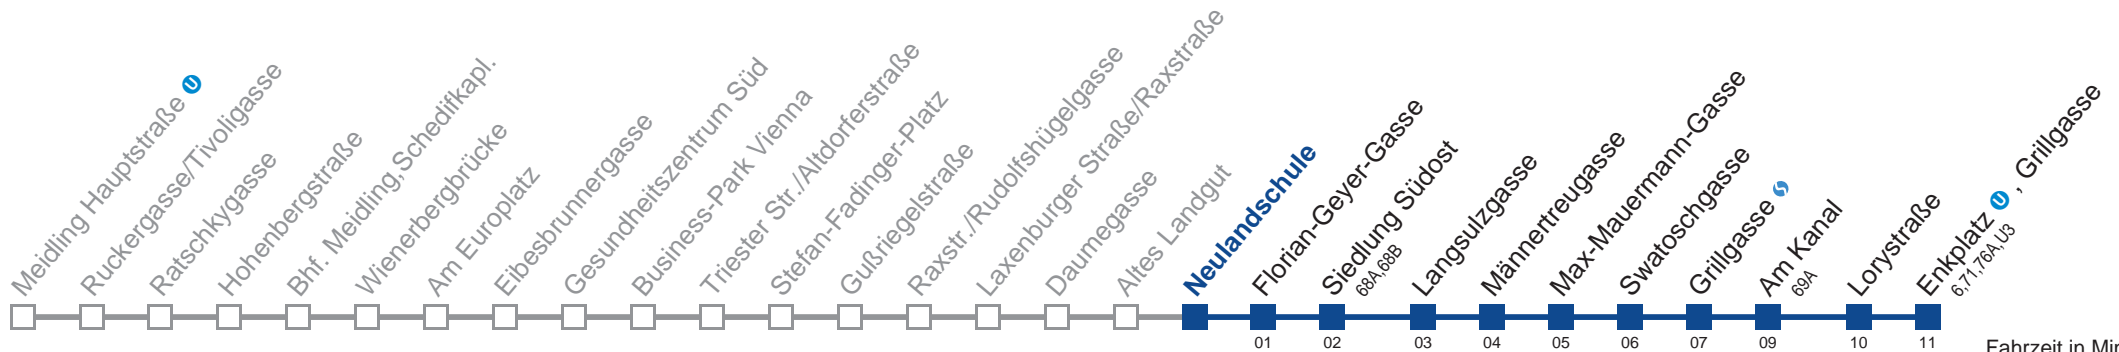 Meidling Hauptstraße U
Ruckergasse/Tivoligasse
Ratschkygasse
Hohenbergstraße
Bhf. Meidling,Schedifkapl.
Wienerbergbrücke
Am Europlatz
Eibesbrunnergasse
Gesundheitszentrum Süd
Business-Park Vienna
Triester Str./Altdorferstraße
Stefan-Fadinger-Platz
Gußriegelstraße
Raxstr./Rudolfshügelgasse
Laxenburger Straße/Raxstraße
Daumegasse
Altes Landgut
Neulandschule
Florian-Geyer-Gasse
Siedlung Südost
68A,68B
Langsulzgasse
Männertreugasse
Max-Mauermann-Gasse
Swatoschgasse
Grillgasse S
Am Kanal
69A
Lorystraße
Enkplatz U , Grillgasse
6,71,76A,U3
01 02 03 04 05 06 07 09 10 11
Fahrzeit in Min